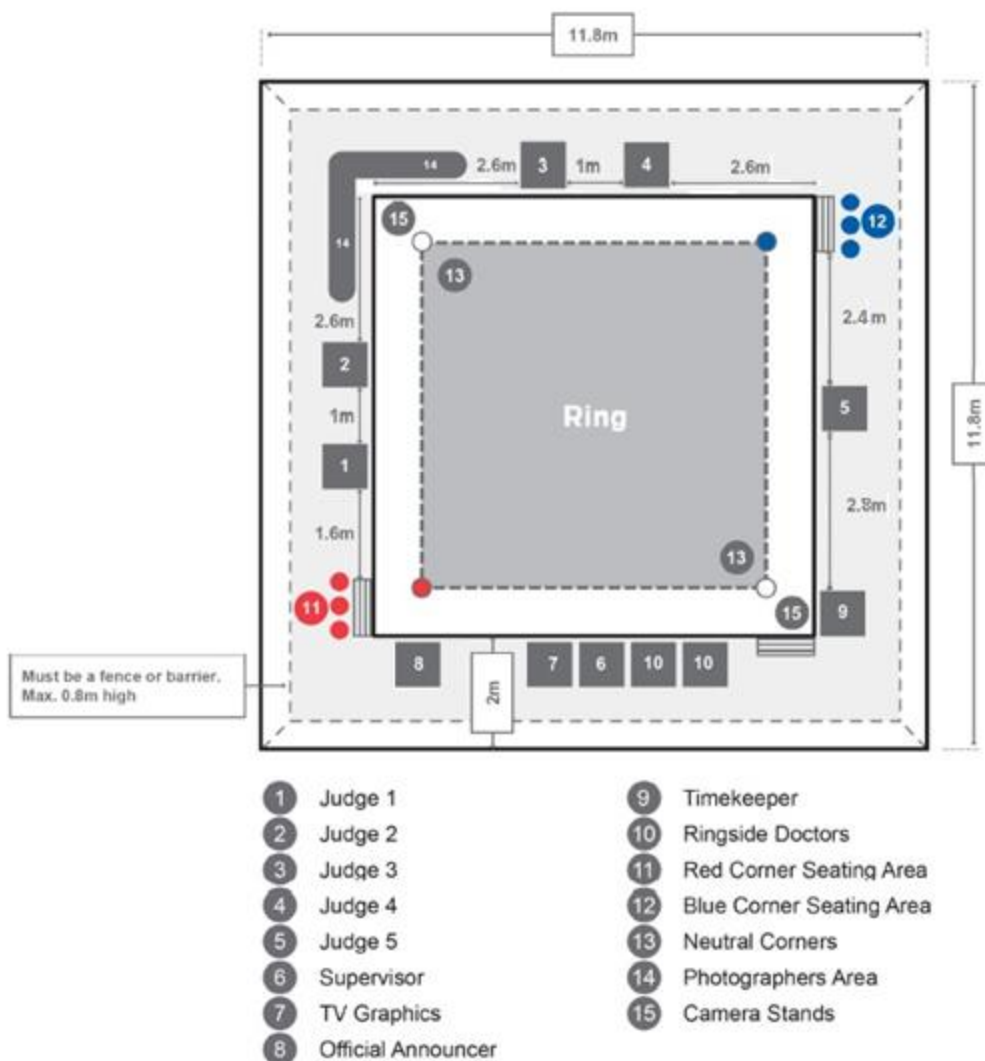 11.8m
14
2.6m
3
1m
4
2.6m
15
12
13
14
2.6m
2.4m
2
Ring
5
11.8m
1m
1
2.8m
1.6m
13
11
15
9
8
7
6
10
10
Must be a fence or barrier.
Max. 0.8m high
2m
1 Judge 1
2 Judge 2
3 Judge 3
4 Judge 4
5 Judge 5
6 Supervisor
7 TV Graphics
8 Official Announcer
9 Timekeeper
10 Ringside Doctors
11 Red Corner Seating Area
12 Blue Corner Seating Area
13 Neutral Corners
14 Photographers Area
15 Camera Stands